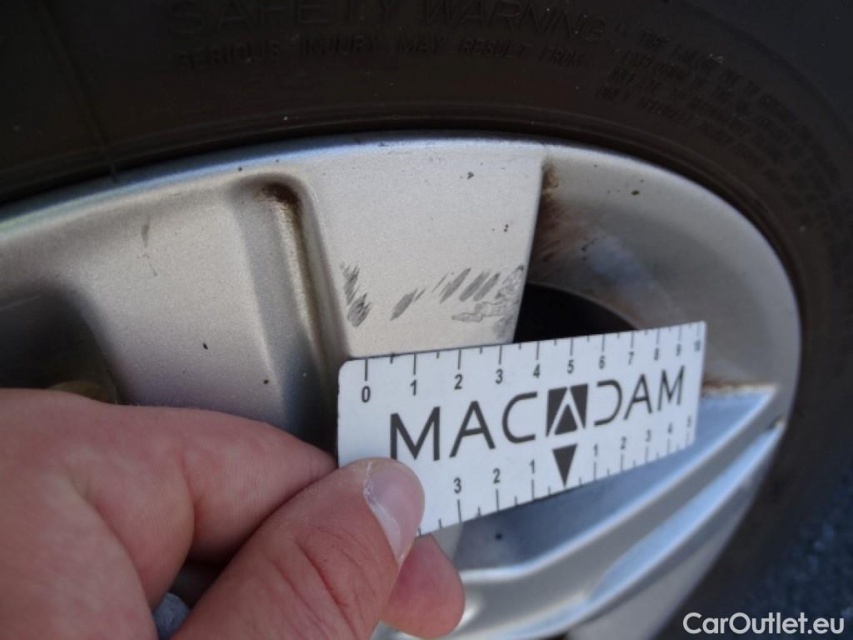 SAFETY WARNING
SERIOUS INJURY MAY RESULT FROM:
0 1 2 3 4 5 6 7 8 9 10
MACADAM
3 2 1 1 2 3 4 5
CarOutlet.eu